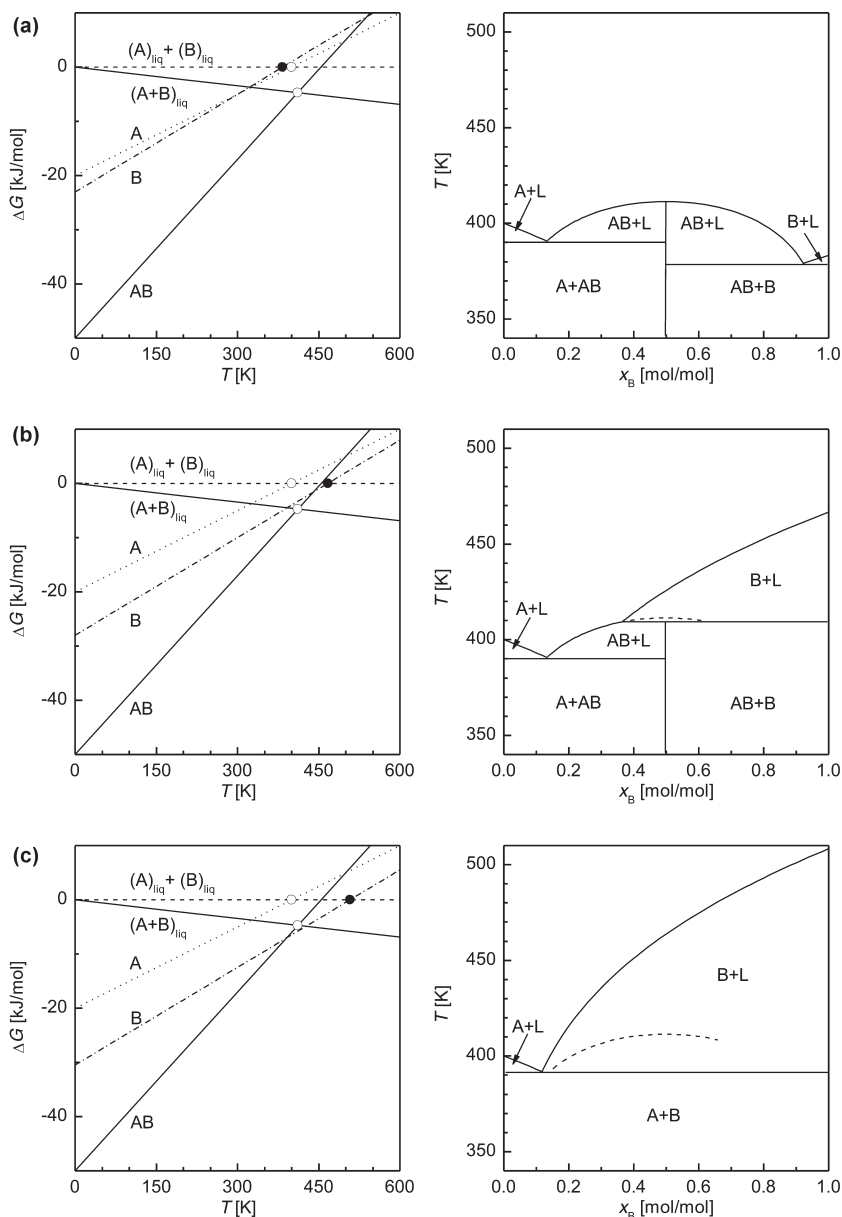 (a)
(A)liq + (B)liq
(A+B)liq
A
B
AB
0
-20
-40
ΔG [kJ/mol]
0 150 300 450 600
T [K]
500
450
400
350
T [K]
A+L
AB+L AB+L
B+L
A+AB AB+B
0.0 0.2 0.4 0.6 0.8 1.0
xB [mol/mol]
(b)
(A)liq + (B)liq
(A+B)liq
A
B
AB
0
-20
-40
ΔG [kJ/mol]
0 150 300 450 600
T [K]
500
450
400
350
T [K]
B+L
A+L
AB+L
A+AB AB+B
0.0 0.2 0.4 0.6 0.8 1.0
xB [mol/mol]
(c)
(A)liq + (B)liq
(A+B)liq
A
B
AB
0
-20
-40
ΔG [kJ/mol]
0 150 300 450 600
T [K]
500
450
400
350
T [K]
B+L
A+L
A+B
0.0 0.2 0.4 0.6 0.8 1.0
xB [mol/mol]